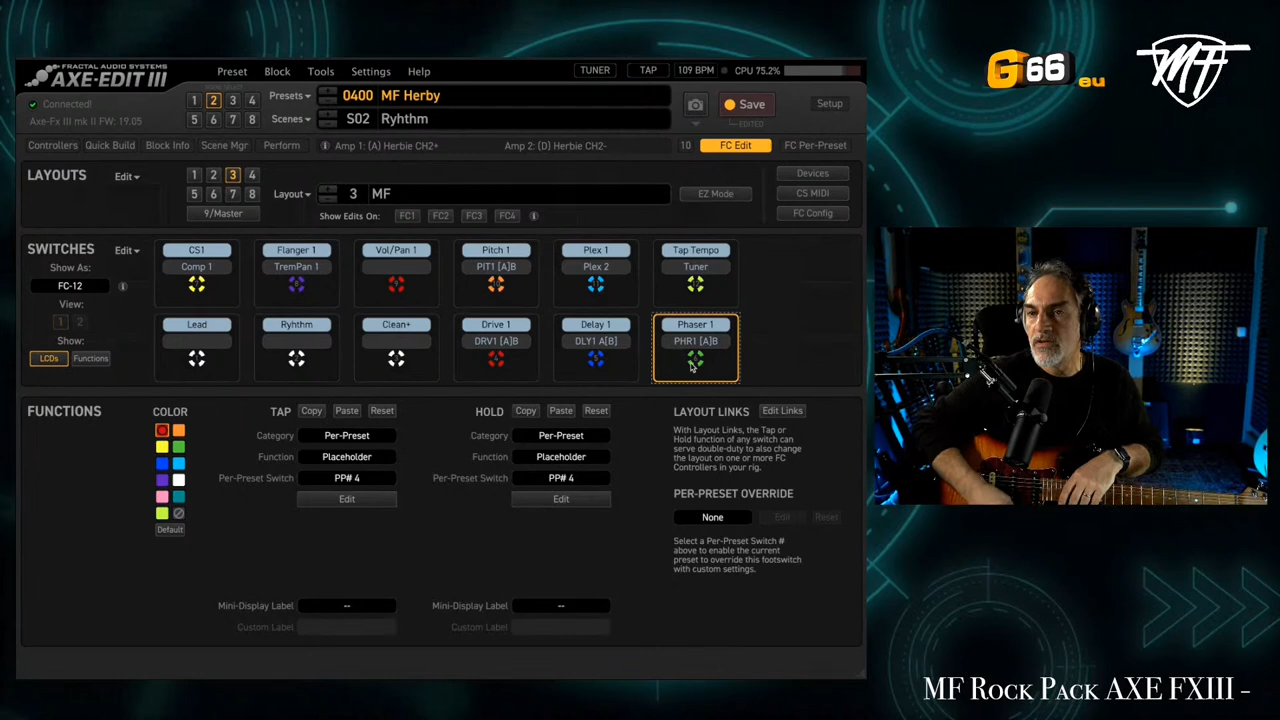 FRACTAL AUDIO SYSTEMS
AXE-EDIT III
Preset Block Tools Settings Help
TUNER TAP 109 BPM CPU 75.2%
Connected!
Axe-Fx III mk II FW: 19.05
1 2 3 4
5 6 7 8
Presets 0400 MF Herby
Scenes S02 Ryhthm
Save
EDITED
Setup
Controllers Quick Build Block Info Scene Mgr Perform
Amp 1: (A) Herbie CH2+ Amp 2: (D) Herbie CH2- 10
FC Edit FC Per-Preset
LAYOUTS Edit
1 2 3 4
5 6 7 8
9/Master
Layout 3 MF
EZ Mode
Show Edits On: FC1 FC2 FC3 FC4
Devices
CS MIDI
FC Config
SWITCHES Edit
Show As:
FC-12
View:
1 2
Show:
LCDs Functions
CS1 Flanger 1 Vol/Pan 1 Pitch 1 Plex 1 Tap Tempo
Comp 1 TremPan 1 PIT1 [A]B Plex 2 Tuner
Lead Ryhthm Clean+ Drive 1 Delay 1 Phaser 1
DRV1 [A]B DLY1 A[B] PHR1 [A]B
FUNCTIONS
COLOR
Default
TAP Copy Paste Reset
Category Per-Preset
Function Placeholder
Per-Preset Switch PP# 4
Edit
Mini-Display Label --
Custom Label
HOLD Copy Paste Reset
Category Per-Preset
Function Placeholder
Per-Preset Switch PP# 4
Edit
Mini-Display Label --
Custom Label
LAYOUT LINKS Edit Links
With Layout Links, the Tap or
Hold function of any switch can
serve double-duty to also change
the layout on one or more FC
Controllers in your rig.
PER-PRESET OVERRIDE
None Edit Reset
Select a Per-Preset Switch #
above to enable the current
preset to override this footswitch
with custom settings.
G66
eu
MF
MF Rock Pack AXE FXIII -